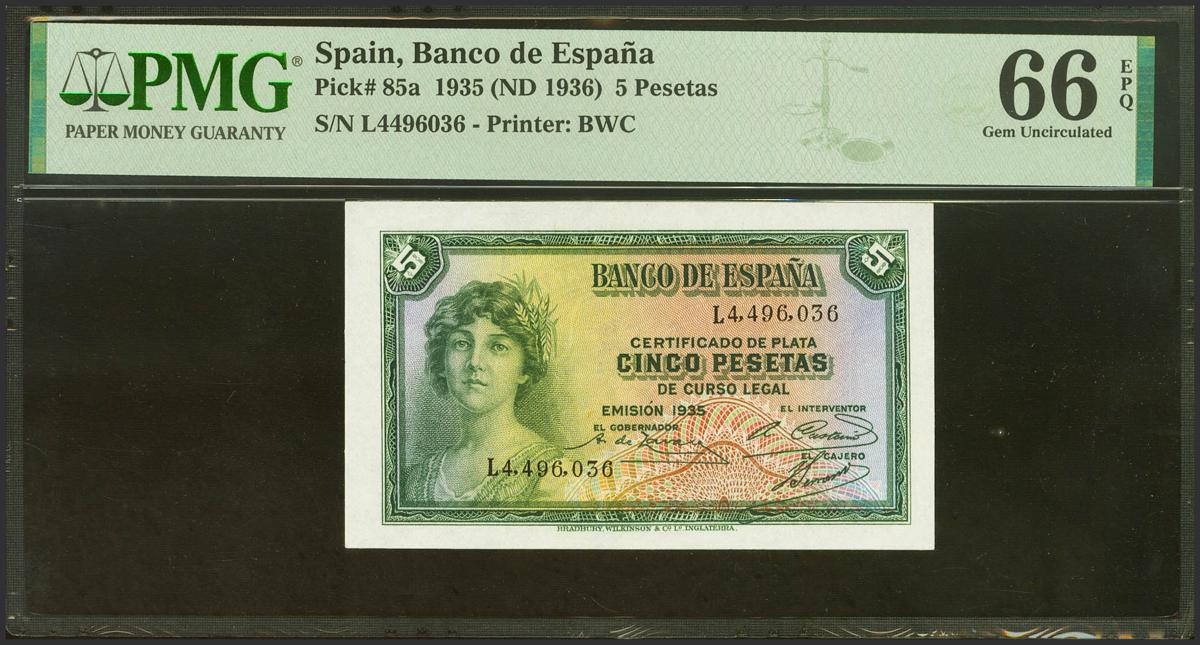 PMG®
PAPER MONEY GUARANTY
Spain, Banco de España
Pick# 85a 1935 (ND 1936) 5 Pesetas
S/N L4496036 - Printer: BWC
66 EPQ
Gem Uncirculated
5 5
BANCO DE ESPAÑA
L4,496,036
CERTIFICADO DE PLATA
CINCO PESETAS
DE CURSO LEGAL
EMISIÓN 1935
EL INTERVENTOR
EL GOBERNADOR
EL CAJERO
L4,496,036
BRADBURY, WILKINSON & Cº Lº. INGLATERRA.